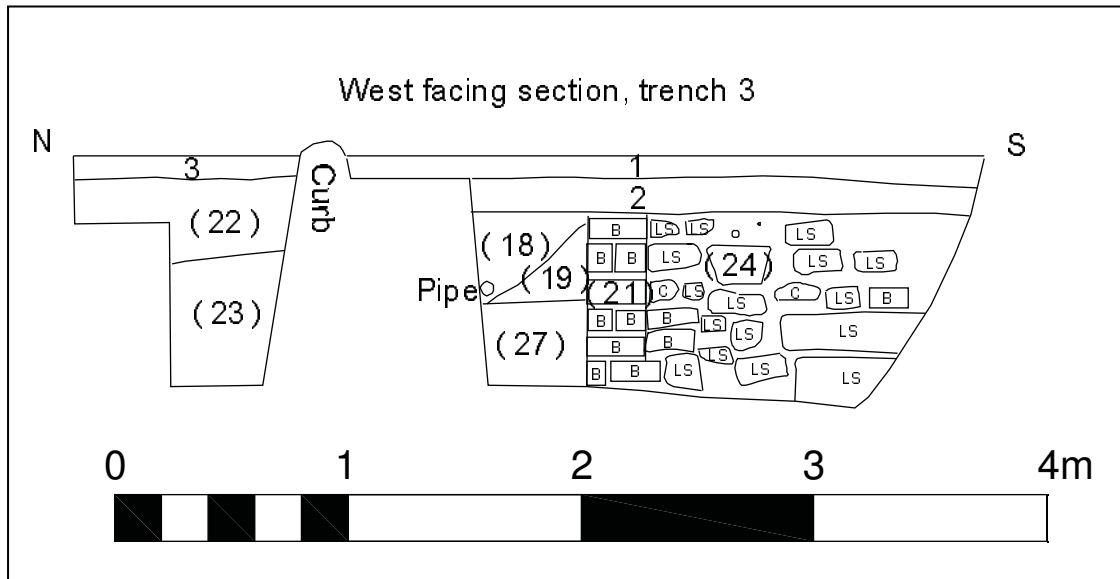 West facing section, trench 3
N
S
3
1
Curb
2
(22)
(18)
B
LS
LS
LS
(19)
B
B
LS
(24)
LS
LS
Pipe
(21)
C
LS
LS
C
LS
B
(23)
(27)
B
B
B
LS
LS
LS
B
B
LS
B
B
LS
LS
LS
0
1
2
3
4m